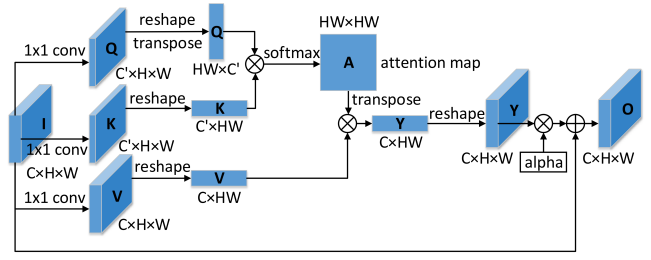 reshape
transpose
Q
HW×C'
HW×HW
1x1 conv
Q
C'×H×W
softmax
A
attention map
transpose
I
C×H×W
1x1 conv
K
C'×H×W
reshape
K
C'×HW
Y
C×HW
reshape
Y
C×H×W
alpha
O
C×H×W
1x1 conv
V
C×H×W
reshape
V
C×HW